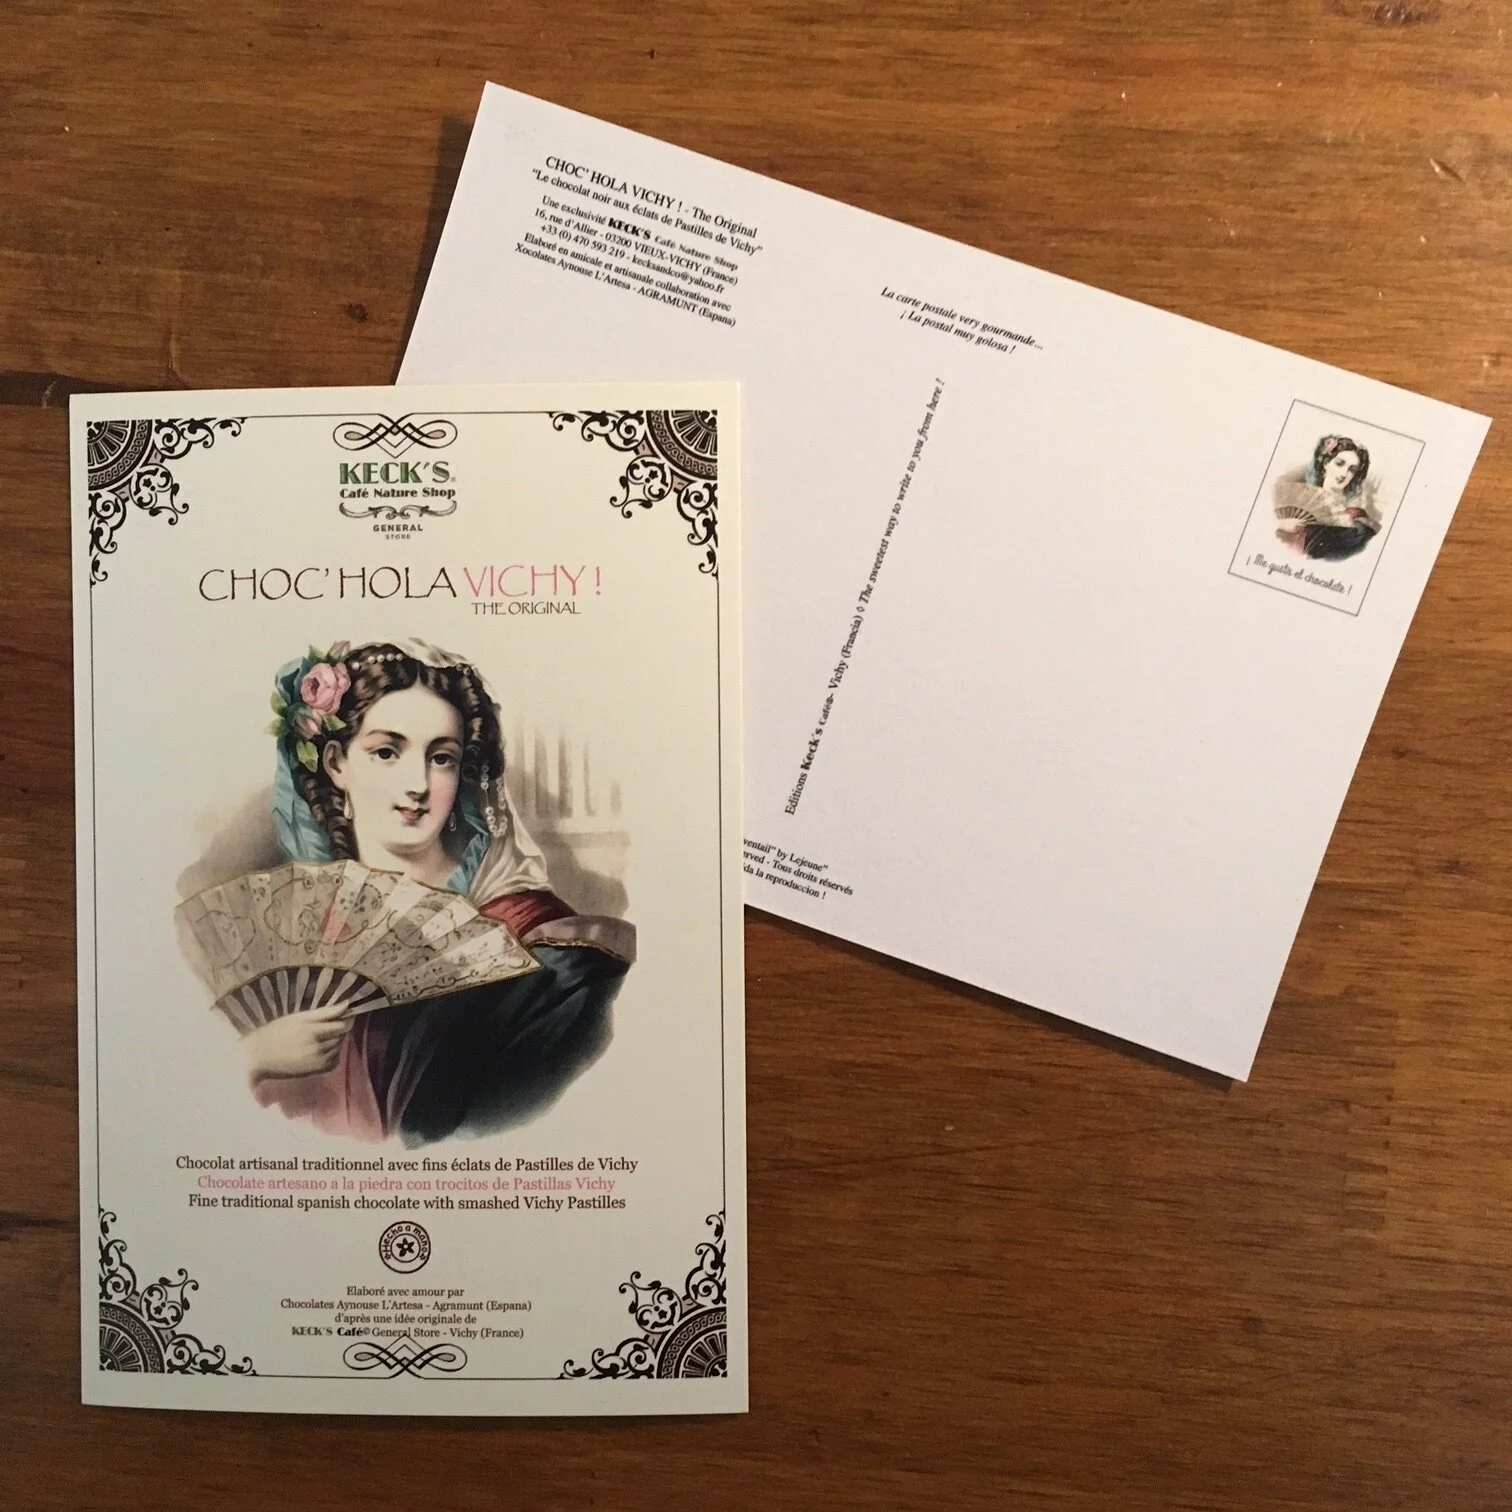 KECK'S®
Café Nature Shop
GENERAL
STORE
CHOC' HOLA VICHY !
THE ORIGINAL
Chocolat artisanal traditionnel avec fins éclats de Pastilles de Vichy
Chocolate artesano a la piedra con trocitos de Pastillas Vichy
Fine traditional spanish chocolate with smashed Vichy Pastilles
Hecho a mano
Elaboré avec amour par
Chocolates Aynouse L'Artesa - Agramunt (Espana)
d'après une idée originale de
KECK'S Café© General Store - Vichy (France)
CHOC' HOLA VICHY ! - The Original
"Le chocolat noir aux éclats de Pastilles de Vichy"
Une exclusivité KECK'S Café Nature Shop
16, rue d'Allier - 03200 VIEUX-VICHY (France)
+33 (0) 470 593 219 - kecksandco@yahoo.fr
Elaboré en amicale et artisanale collaboration avec
Xocolates Aynouse L'Artesa - AGRAMUNT (Espana)
La carte postale very gourmande...
¡ La postal muy golosa !
Editions Keck's Café®- Vichy (Francia) ◊ The sweetest way to write to you from here !
¡ Me gusta el chocolate !
ventail" by Lejeune"
erved - Tous droits réservés
da la reproduccion !